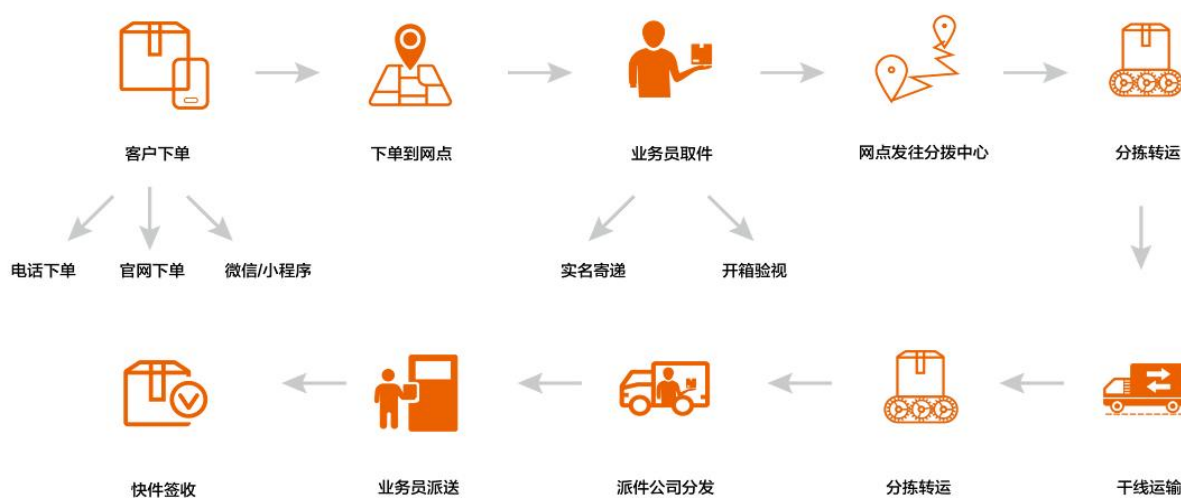 客户下单
下单到网点
业务员取件
网点发往分拨中心
分拣转运
电话下单
官网下单
微信/小程序
实名寄递
开箱验视
快件签收
业务员派送
派件公司分发
分拣转运
干线运输